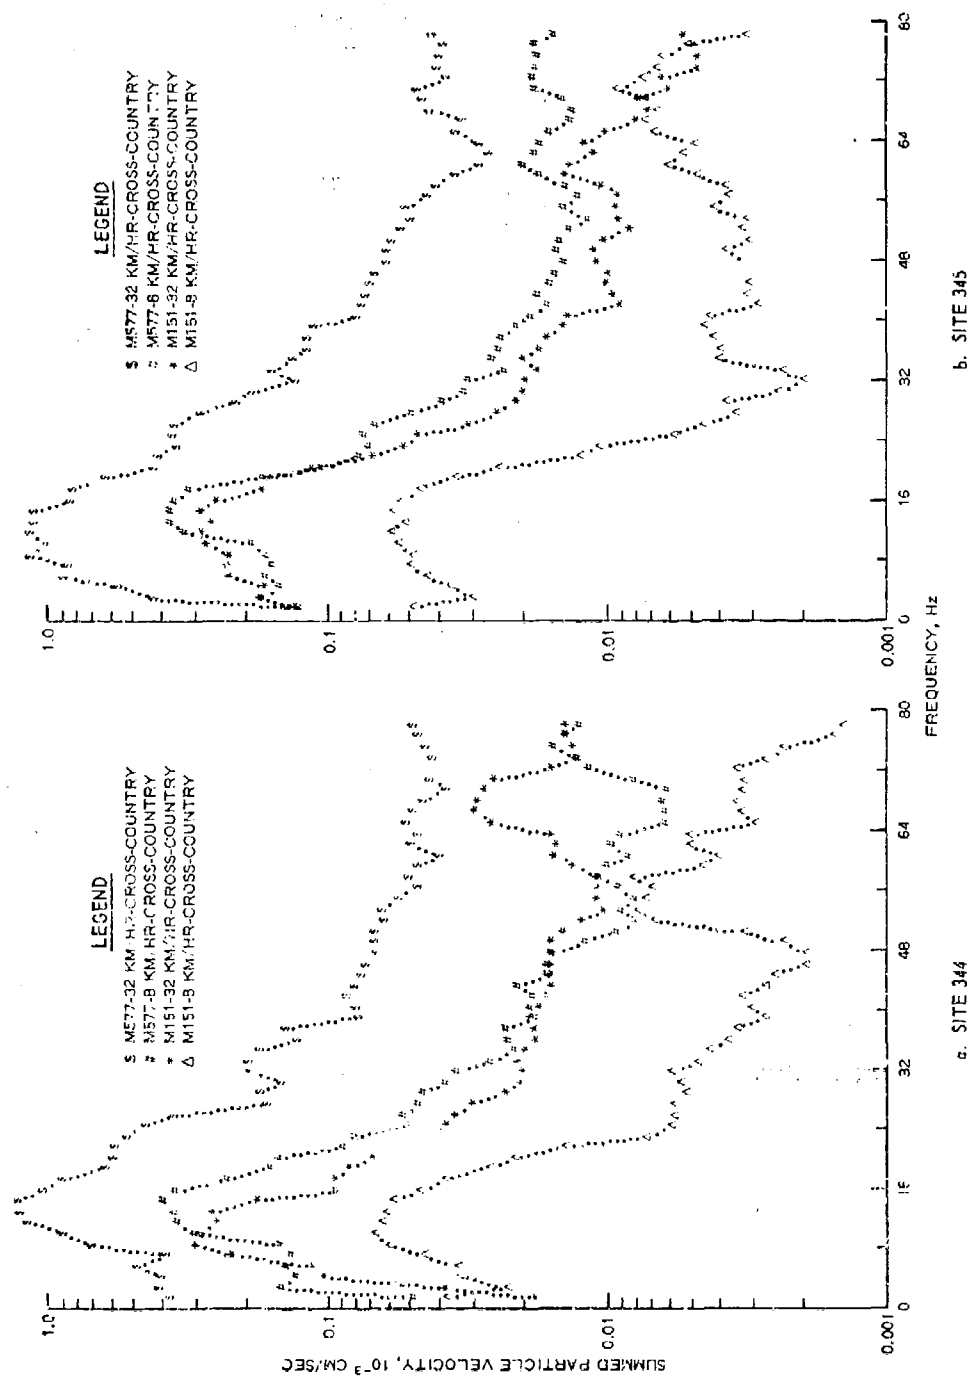 LEGEND
$ M577-32 KM/HR-CROSS-COUNTRY
# M577-8 KM/HR-CROSS-COUNTRY
* M151-32 KM/HR-CROSS-COUNTRY
△ M151-8 KM/HR-CROSS-COUNTRY
SUMMED PARTICLE VELOCITY, 10⁻³ CM/SEC
1.0
0.1
0.01
0.001
0
16
32
48
64
80
a. SITE 344
LEGEND
$ M577-32 KM/HR-CROSS-COUNTRY
# M577-8 KM/HR-CROSS-COUNTRY
* M151-32 KM/HR-CROSS-COUNTRY
△ M151-8 KM/HR-CROSS-COUNTRY
1.0
0.1
0.01
0.001
0
16
32
48
64
80
b. SITE 345
FREQUENCY, Hz